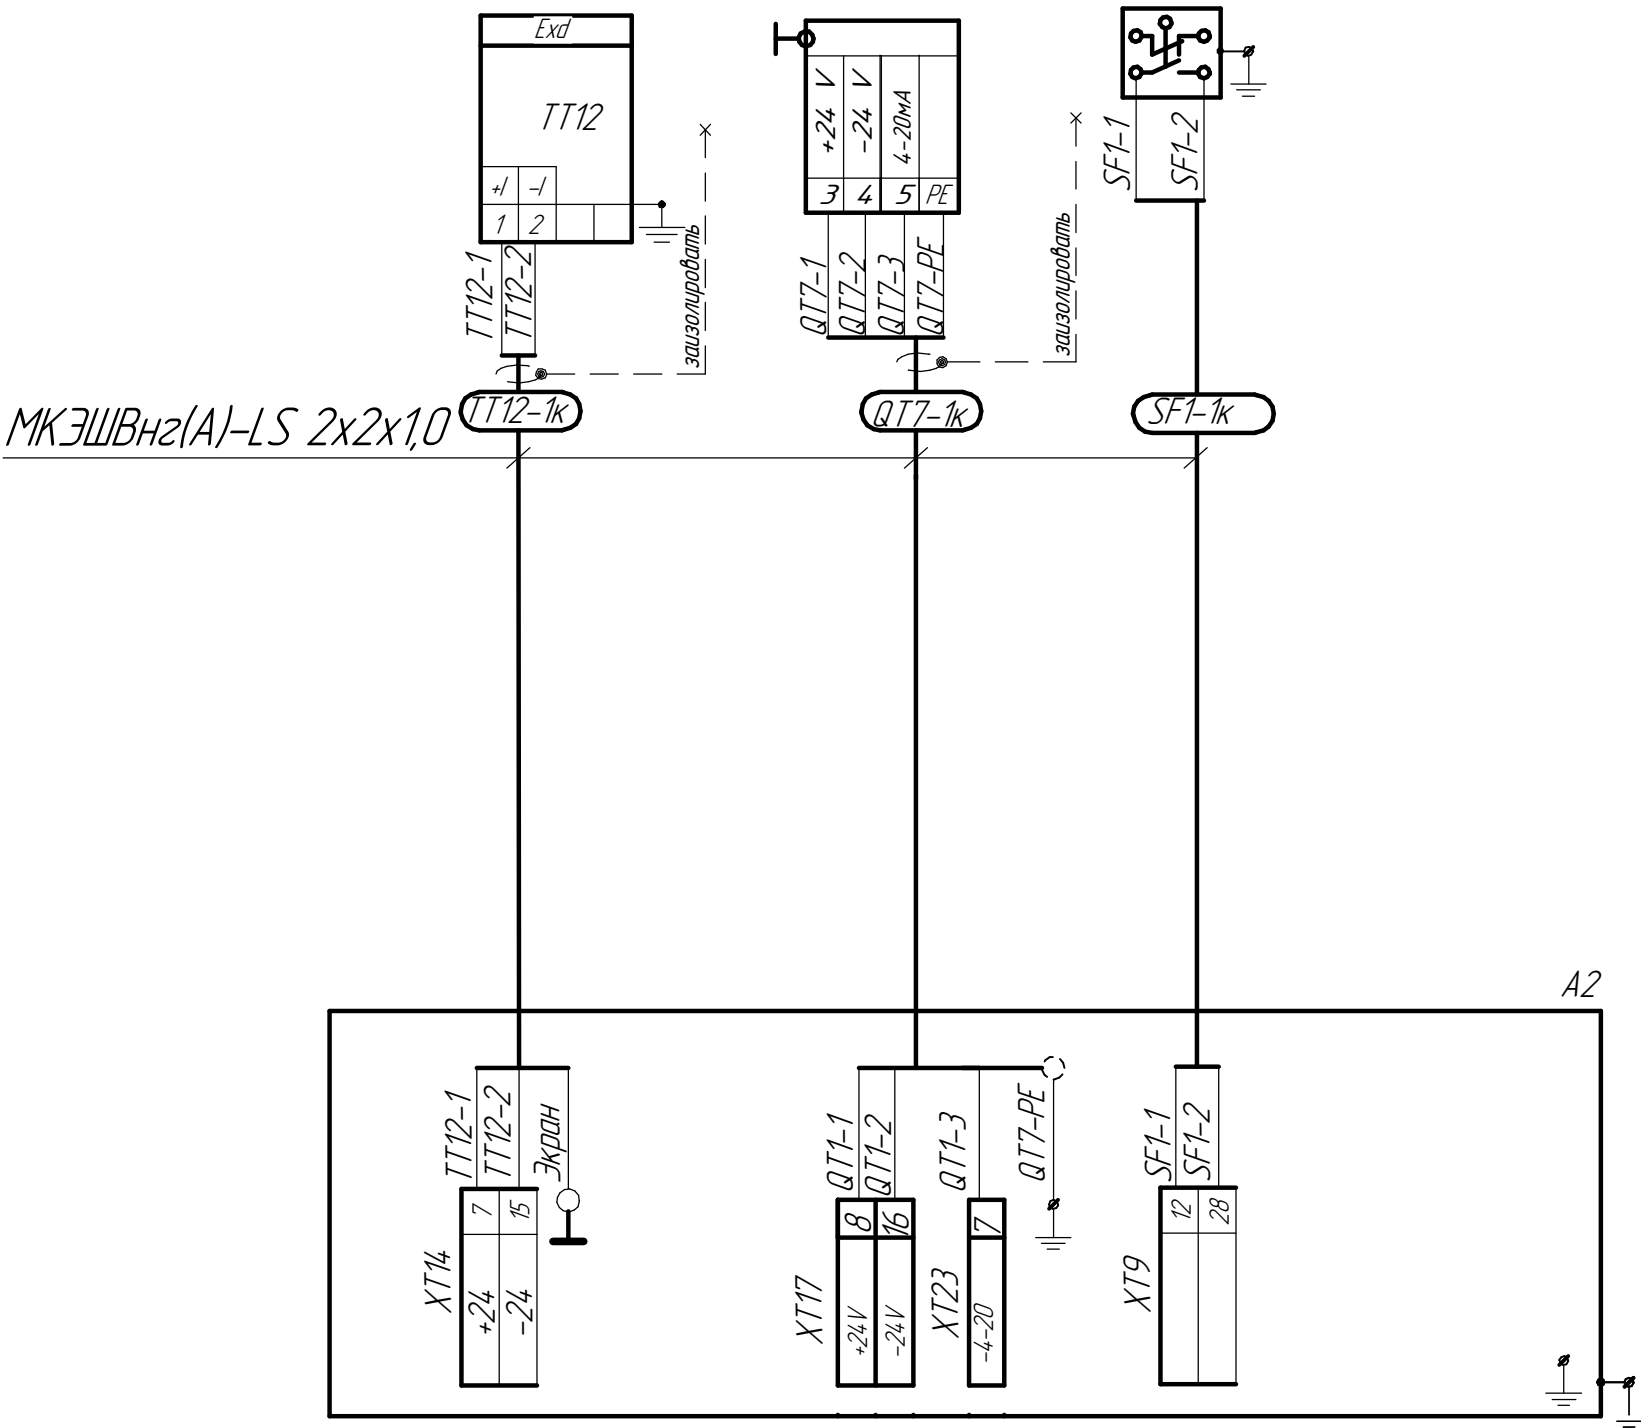 Exd
TT12
+I -I
1 2
TT12-1
TT12-2
заизолировать
+24 V
-24 V
4-20мА
3 4 5 PE
QT7-1
QT7-2
QT7-3
QT7-PE
заизолировать
SF1-1
SF1-2
МКЭШВнг(А)-LS 2x2x1,0
TT12-1к
QT7-1к
SF1-1к
A2
TT12-1
TT12-2
Экран
XT14
7 15
+24
-24
QT1-1
QT1-2
QT1-3
QT7-PE
XT17
8 16
+24V
-24V
XT23
7
-4-20
SF1-1
SF1-2
XT9
12 28